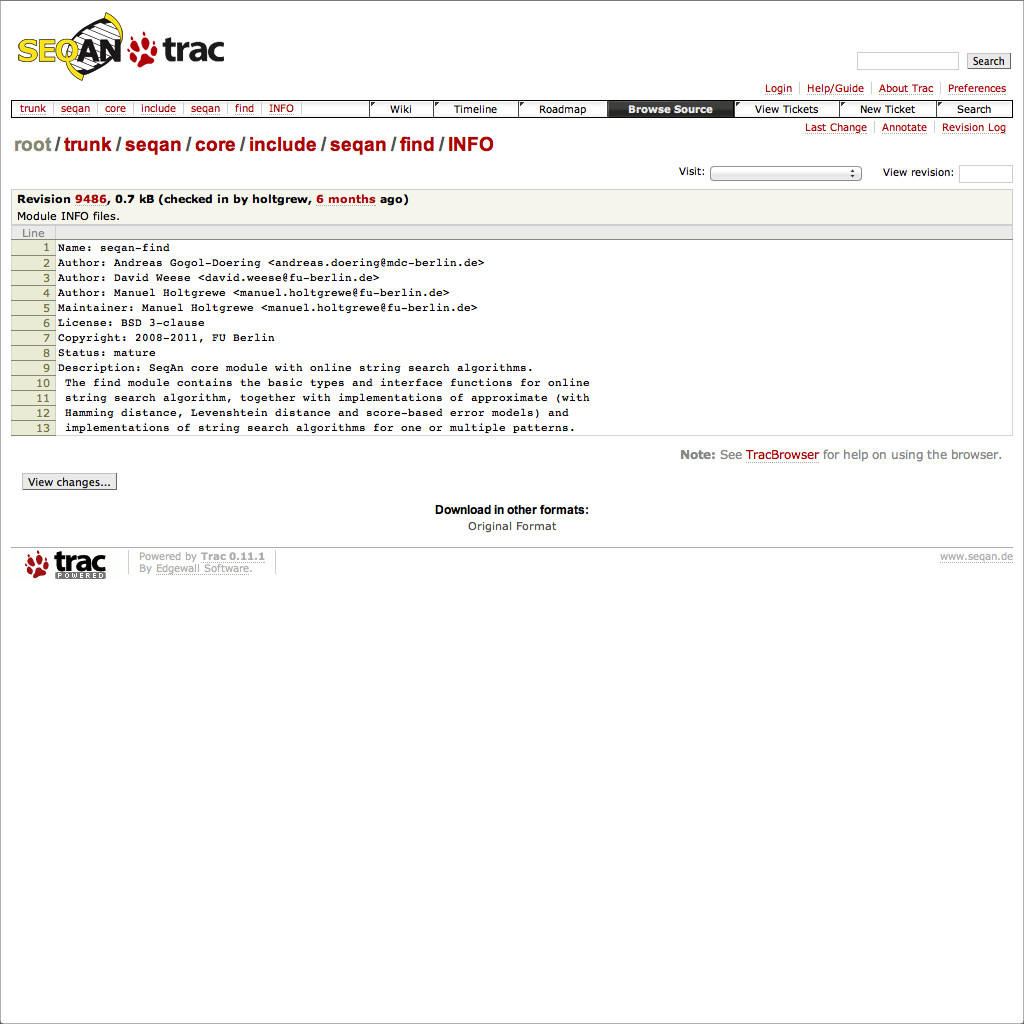 SEQAN trac
Search
Login Help/Guide About Trac Preferences
trunk seqan core include seqan find INFO Wiki Timeline Roadmap Browse Source View Tickets New Ticket Search
Last Change Annotate Revision Log
root / trunk / seqan / core / include / seqan / find / INFO
Visit: View revision:
Revision 9486, 0.7 kB (checked in by holtgrew, 6 months ago)
Module INFO files.
Line
1 Name: seqan-find
2 Author: Andreas Gogol-Doering <andreas.doering@mdc-berlin.de>
3 Author: David Weese <david.weese@fu-berlin.de>
4 Author: Manuel Holtgrewe <manuel.holtgrewe@fu-berlin.de>
5 Maintainer: Manuel Holtgrewe <manuel.holtgrewe@fu-berlin.de>
6 License: BSD 3-clause
7 Copyright: 2008-2011, FU Berlin
8 Status: mature
9 Description: SeqAn core module with online string search algorithms.
10 The find module contains the basic types and interface functions for online
11 string search algorithm, together with implementations of approximate (with
12 Hamming distance, Levenshtein distance and score-based error models) and
13 implementations of string search algorithms for one or multiple patterns.
Note: See TracBrowser for help on using the browser.
View changes...
Download in other formats:
Original Format
trac POWERED
Powered by Trac 0.11.1
By Edgewall Software.
www.seqan.de